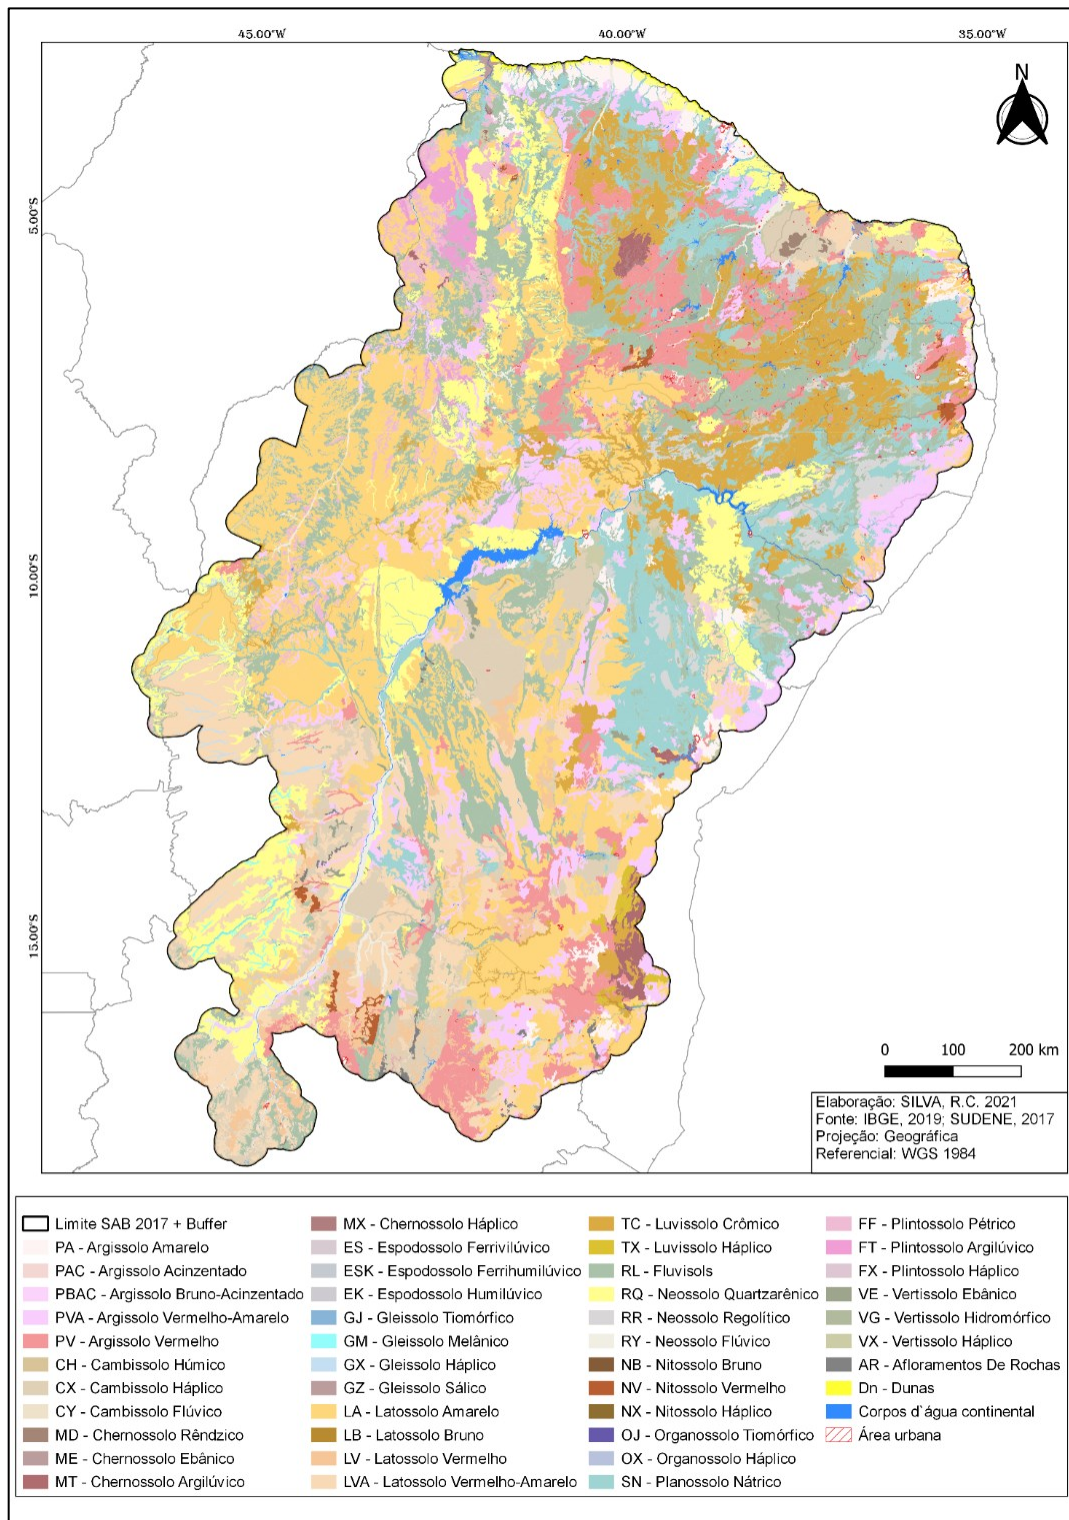 45.00°W 40.00°W 35.00°W
N
5.00°S
10.00°S
15.00°S
0 100 200 km
Elaboração: SILVA, R.C. 2021
Fonte: IBGE, 2019; SUDENE, 2017
Projeção: Geográfica
Referencial: WGS 1984
Limite SAB 2017 + Buffer
PA - Argissolo Amarelo
PAC - Argissolo Acinzentado
PBAC - Argissolo Bruno-Acinzentado
PVA - Argissolo Vermelho-Amarelo
PV - Argissolo Vermelho
CH - Cambissolo Húmico
CX - Cambissolo Háplico
CY - Cambissolo Flúvico
MD - Chernossolo Rêndzico
ME - Chernossolo Ebânico
MT - Chernossolo Argilúvico
MX - Chernossolo Háplico
ES - Espodossolo Ferrivilúvico
ESK - Espodossolo Ferrihumilúvico
EK - Espodossolo Humilúvico
GJ - Gleissolo Tiomórfico
GM - Gleissolo Melânico
GX - Gleissolo Háplico
GZ - Gleissolo Sálico
LA - Latossolo Amarelo
LB - Latossolo Bruno
LV - Latossolo Vermelho
LVA - Latossolo Vermelho-Amarelo
TC - Luvissolo Crômico
TX - Luvissolo Háplico
RL - Fluvisols
RQ - Neossolo Quartzarênico
RR - Neossolo Regolítico
RY - Neossolo Flúvico
NB - Nitossolo Bruno
NV - Nitossolo Vermelho
NX - Nitossolo Háplico
OJ - Organossolo Tiomórfico
OX - Organossolo Háplico
SN - Planossolo Nátrico
FF - Plintossolo Pétrico
FT - Plintossolo Argilúvico
FX - Plintossolo Háplico
VE - Vertissolo Ebânico
VG - Vertissolo Hidromórfico
VX - Vertissolo Háplico
AR - Afloramentos De Rochas
Dn - Dunas
Corpos d`água continental
Área urbana